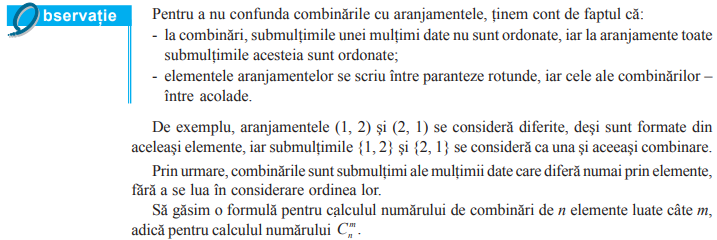 Observație
Pentru a nu confunda combinările cu aranjamentele, ținem cont de faptul că:
- la combinări, submulțimile unei mulțimi date nu sunt ordonate, iar la aranjamente toate
submulțimile acesteia sunt ordonate;
- elementele aranjamentelor se scriu între paranteze rotunde, iar cele ale combinărilor –
între acolade.
De exemplu, aranjamentele (1, 2) și (2, 1) se consideră diferite, deși sunt formate din
aceleași elemente, iar submulțimile {1, 2} și {2, 1} se consideră ca una și aceeași combinare.
Prin urmare, combinările sunt submulțimi ale mulțimii date care diferă numai prin elemente,
fără a se lua în considerare ordinea lor.
Să găsim o formulă pentru calculul numărului de combinări de n elemente luate câte m,
adică pentru calculul numărului Cₙᵐ.